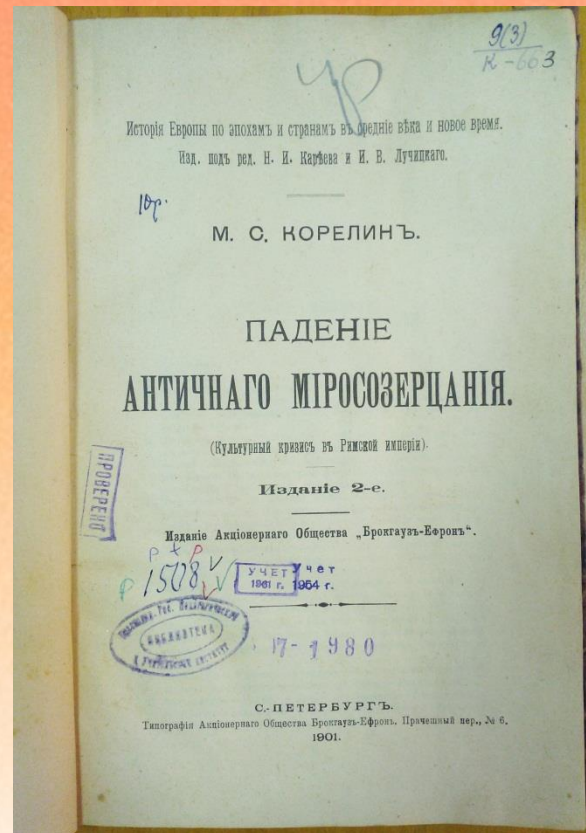 9(3)
К-663
Исторія Европы по эпохамъ и странамъ въ средніе вѣка и новое время.
Изд. подъ ред. Н. И. Карѣева и И. В. Лучицкаго.
10р.
М. С. КОРЕЛИНЪ.
ПАДЕНІЕ
АНТИЧНАГО МІРОСОЗЕРЦАНІЯ.
(Культурный кризисъ въ Римской имперіи).
Изданіе 2-е.
ПРОВЕРЕНО
Изданіе Акціонернаго Общества „Брокгаузъ-Ефронъ“.
1508
УЧЕТ
1961 г.
Учет
1954 г.
БИБЛИОТЕКА
17-1980
С.-ПЕТЕРБУРГЪ.
Типографія Акціонернаго Общества Брокгаузъ-Ефронъ. Прачешный пер., № 6.
1901.